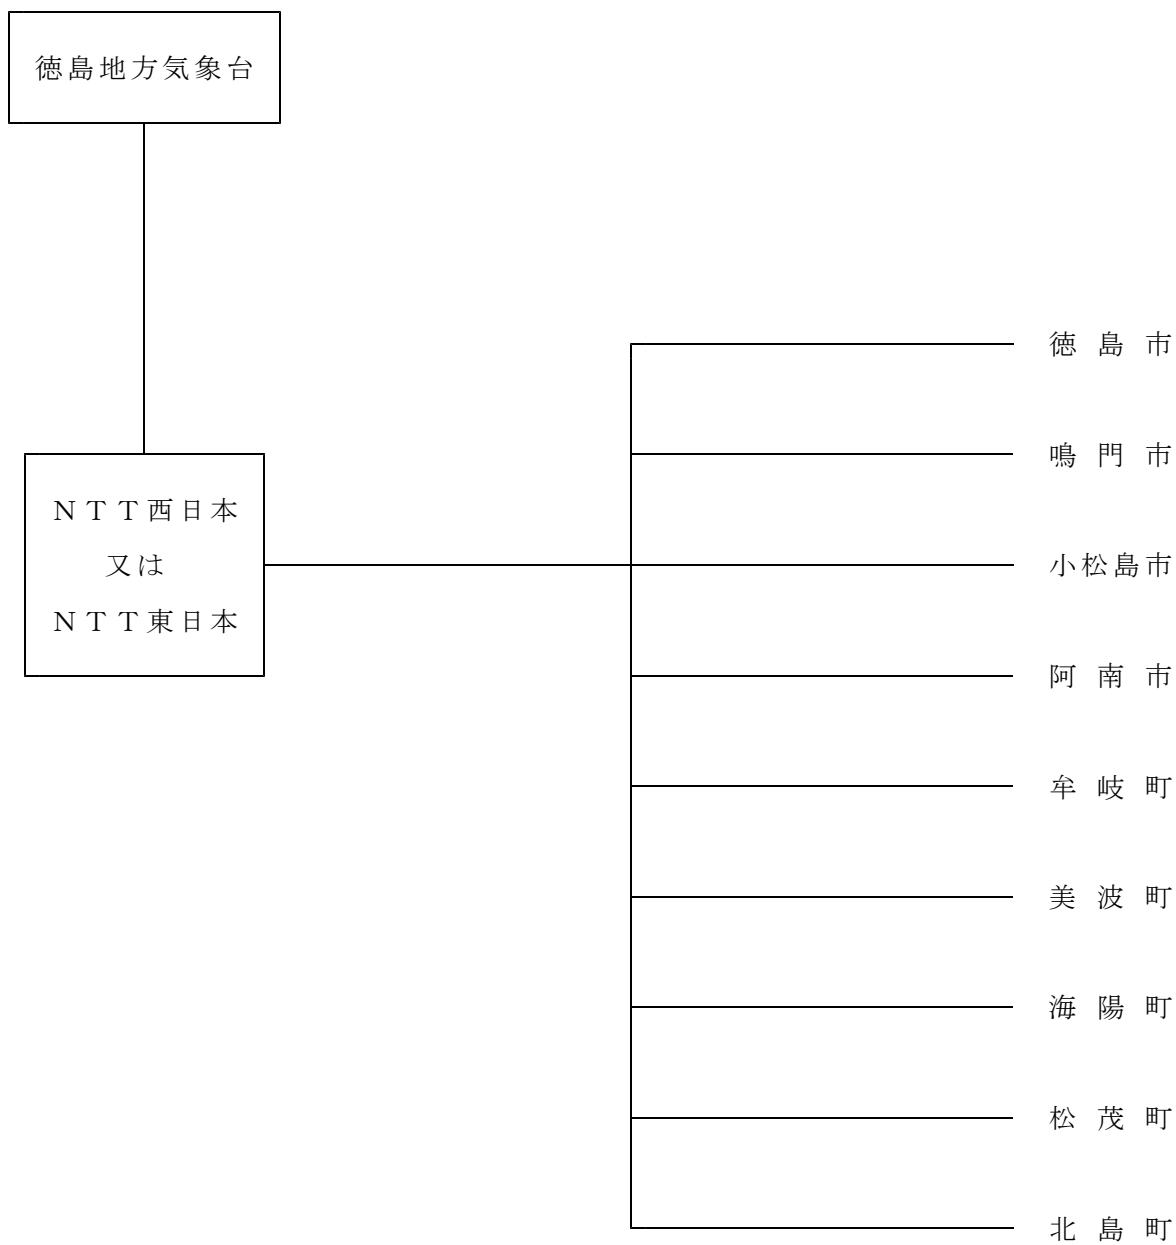 徳島地方気象台
ＮＴＴ西日本
又は
ＮＴＴ東日本
徳島市
鳴門市
小松島市
阿南市
牟岐町
美波町
海陽町
松茂町
北島町